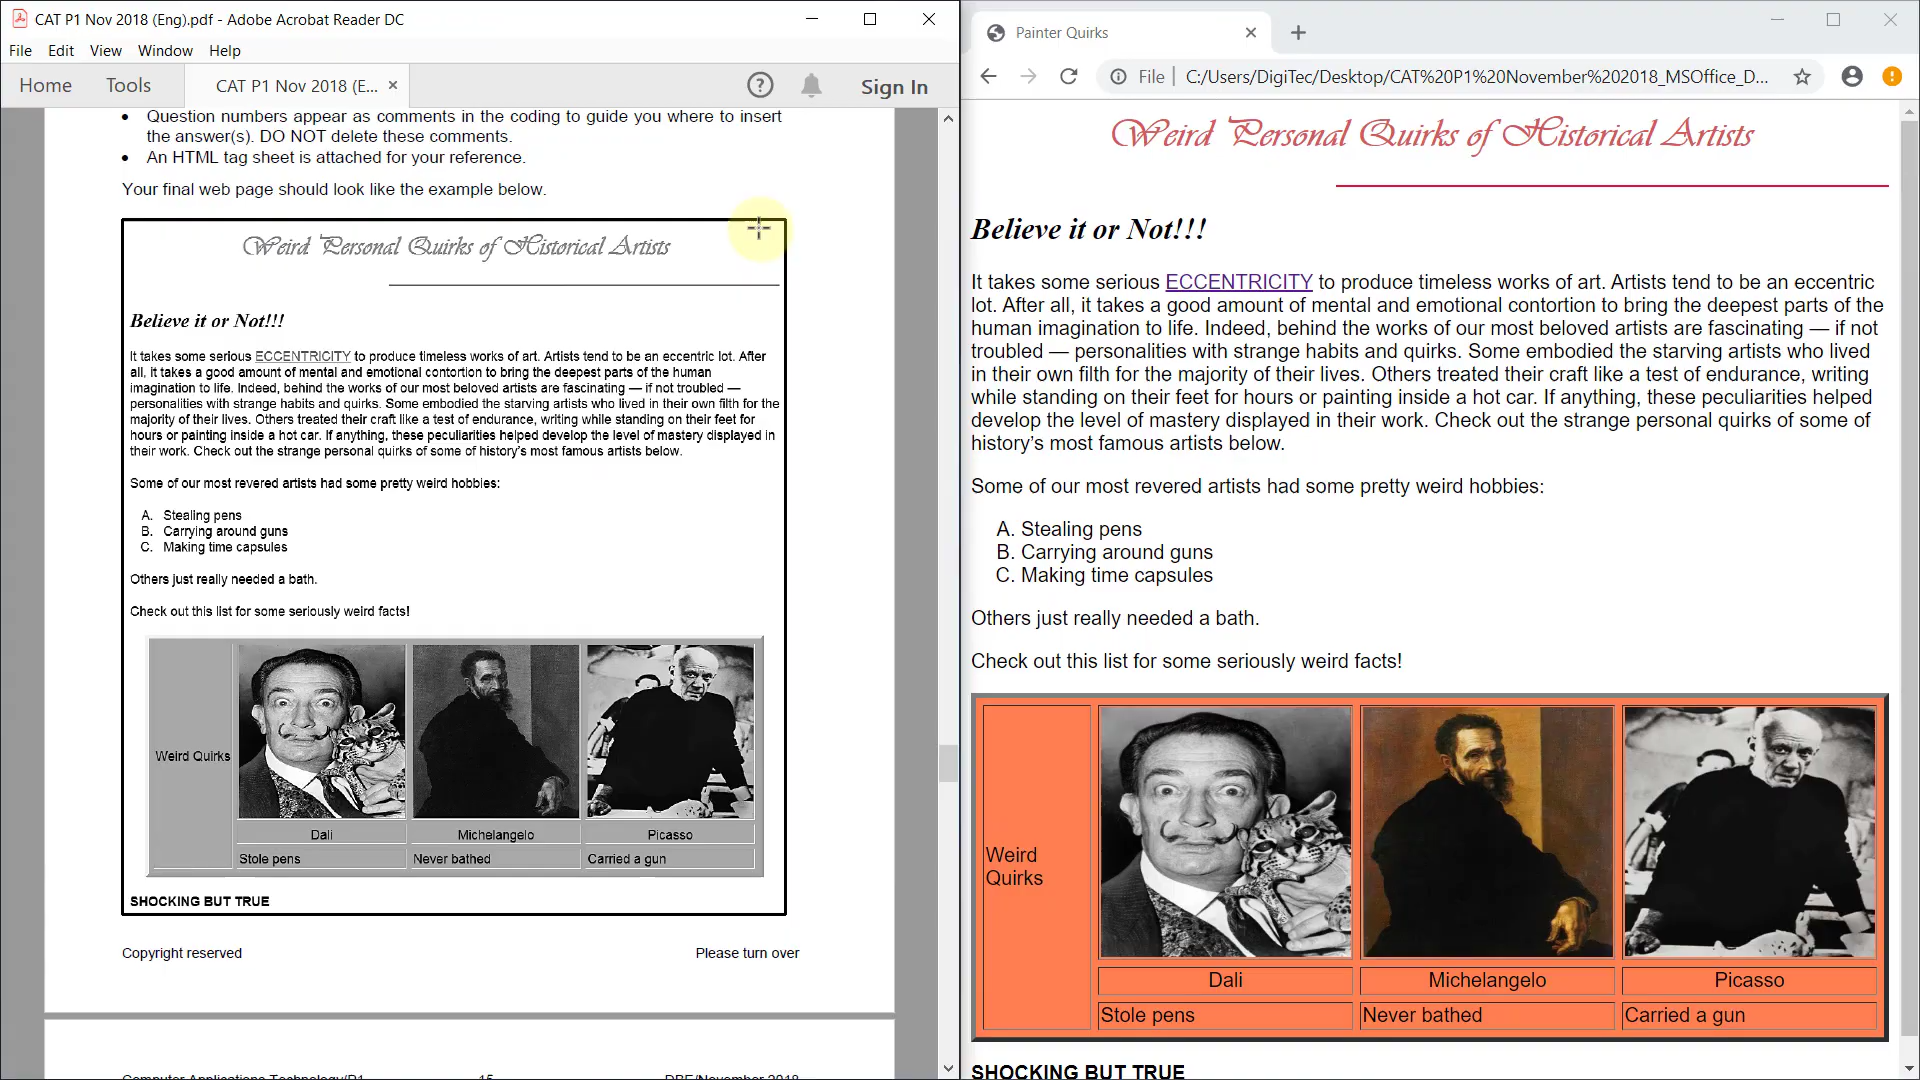 CAT P1 Nov 2018 (Eng).pdf - Adobe Acrobat Reader DC
File Edit View Window Help
Home Tools CAT P1 Nov 2018 (E... × Sign In
• Question numbers appear as comments in the coding to guide you where to insert
the answer(s). DO NOT delete these comments.
• An HTML tag sheet is attached for your reference.
Your final web page should look like the example below.
Weird Personal Quirks of Historical Artists
Believe it or Not!!!
It takes some serious ECCENTRICITY to produce timeless works of art. Artists tend to be an eccentric lot. After
all, it takes a good amount of mental and emotional contortion to bring the deepest parts of the human
imagination to life. Indeed, behind the works of our most beloved artists are fascinating — if not troubled —
personalities with strange habits and quirks. Some embodied the starving artists who lived in their own filth for the
majority of their lives. Others treated their craft like a test of endurance, writing while standing on their feet for
hours or painting inside a hot car. If anything, these peculiarities helped develop the level of mastery displayed in
their work. Check out the strange personal quirks of some of history’s most famous artists below.
Some of our most revered artists had some pretty weird hobbies:
A. Stealing pens
B. Carrying around guns
C. Making time capsules
Others just really needed a bath.
Check out this list for some seriously weird facts!
Weird Quirks
Dali Michelangelo Picasso
Stole pens Never bathed Carried a gun
SHOCKING BUT TRUE
Copyright reserved Please turn over
Painter Quirks
File C:/Users/DigiTec/Desktop/CAT%20P1%20November%202018_MSOffice_D...
Weird Personal Quirks of Historical Artists
Believe it or Not!!!
It takes some serious ECCENTRICITY to produce timeless works of art. Artists tend to be an eccentric
lot. After all, it takes a good amount of mental and emotional contortion to bring the deepest parts of the
human imagination to life. Indeed, behind the works of our most beloved artists are fascinating — if not
troubled — personalities with strange habits and quirks. Some embodied the starving artists who lived
in their own filth for the majority of their lives. Others treated their craft like a test of endurance, writing
while standing on their feet for hours or painting inside a hot car. If anything, these peculiarities helped
develop the level of mastery displayed in their work. Check out the strange personal quirks of some of
history’s most famous artists below.
Some of our most revered artists had some pretty weird hobbies:
A. Stealing pens
B. Carrying around guns
C. Making time capsules
Others just really needed a bath.
Check out this list for some seriously weird facts!
Weird
Quirks
Dali Michelangelo Picasso
Stole pens Never bathed Carried a gun
SHOCKING BUT TRUE